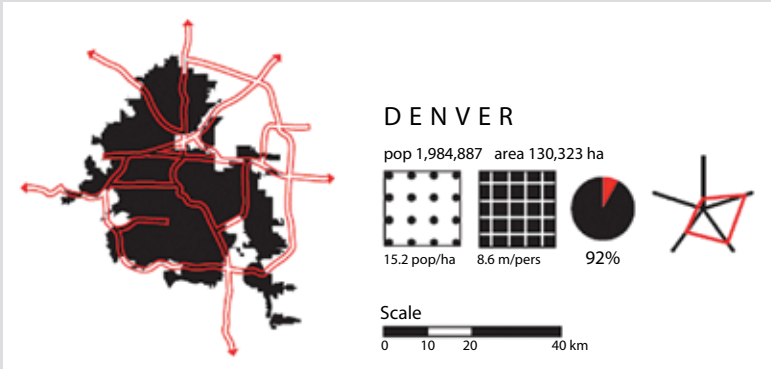 DENVER
pop 1,984,887 area 130,323 ha
15.2 pop/ha 8.6 m/pers 92%
Scale
0 10 20 40 km